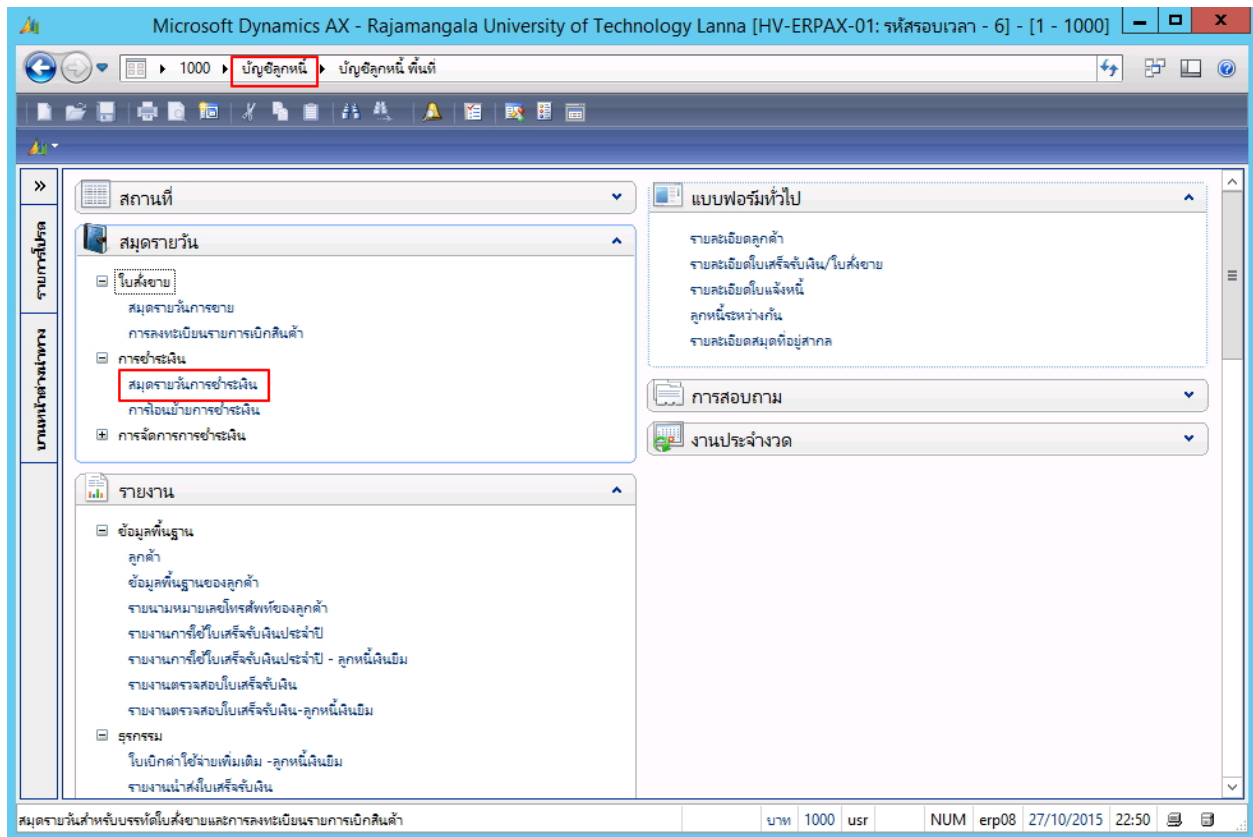 Microsoft Dynamics AX - Rajamangala University of Technology Lanna [HV-ERPAX-01: รหัสรอบเวลา - 6] - [1 - 1000]
1000 บัญชีลูกหนี้ บัญชีลูกหนี้ พื้นที่
รายการโปรด
บานหน้าต่างนำทาง
สถานที่
สมุดรายวัน
ใบสั่งขาย
สมุดรายวันการขาย
การลงทะเบียนรายการเบิกสินค้า
การชำระเงิน
สมุดรายวันการชำระเงิน
การโอนย้ายการชำระเงิน
การจัดการการชำระเงิน
รายงาน
ข้อมูลพื้นฐาน
ลูกค้า
ข้อมูลพื้นฐานของลูกค้า
รายนามหมายเลขโทรศัพท์ของลูกค้า
รายงานการใช้ใบเสร็จรับเงินประจำปี
รายงานการใช้ใบเสร็จรับเงินประจำปี - ลูกหนี้เงินยืม
รายงานตรวจสอบใบเสร็จรับเงิน
รายงานตรวจสอบใบเสร็จรับเงิน-ลูกหนี้เงินยืม
ธุรกรรม
ใบเบิกค่าใช้จ่ายเพิ่มเติม -ลูกหนี้เงินยืม
รายงานนำส่งใบเสร็จรับเงิน
แบบฟอร์มทั่วไป
รายละเอียดลูกค้า
รายละเอียดใบเสร็จรับเงิน/ใบสั่งขาย
รายละเอียดใบแจ้งหนี้
ลูกหนี้ระหว่างกัน
รายละเอียดสมุดที่อยู่สากล
การสอบถาม
งานประจำงวด
สมุดรายวันสำหรับบรรทัดใบสั่งขายและการลงทะเบียนรายการเบิกสินค้า
บาท 1000 usr NUM erp08 27/10/2015 22:50